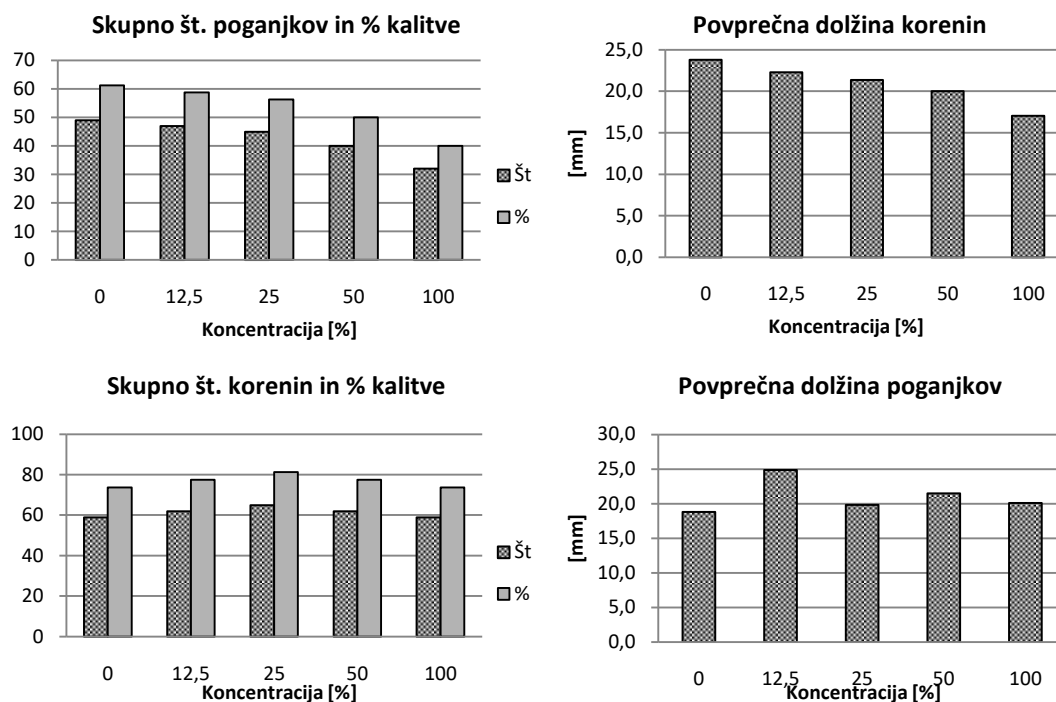 Skupno št. poganjkov in % kalitve
70
60
50
40
30
20
10
0
0 12,5 25 50 100
Koncentracija [%]
Št
%
Povprečna dolžina korenin
25,0
20,0
15,0
10,0
5,0
0,0
[mm]
0 12,5 25 50 100
Koncentracija [%]
Skupno št. korenin in % kalitve
100
80
60
40
20
0
0 12,5 25 50 100
Koncentracija [%]
Št
%
Povprečna dolžina poganjkov
30,0
25,0
20,0
15,0
10,0
5,0
0,0
[mm]
0 12,5 25 50 100
Koncentracija [%]